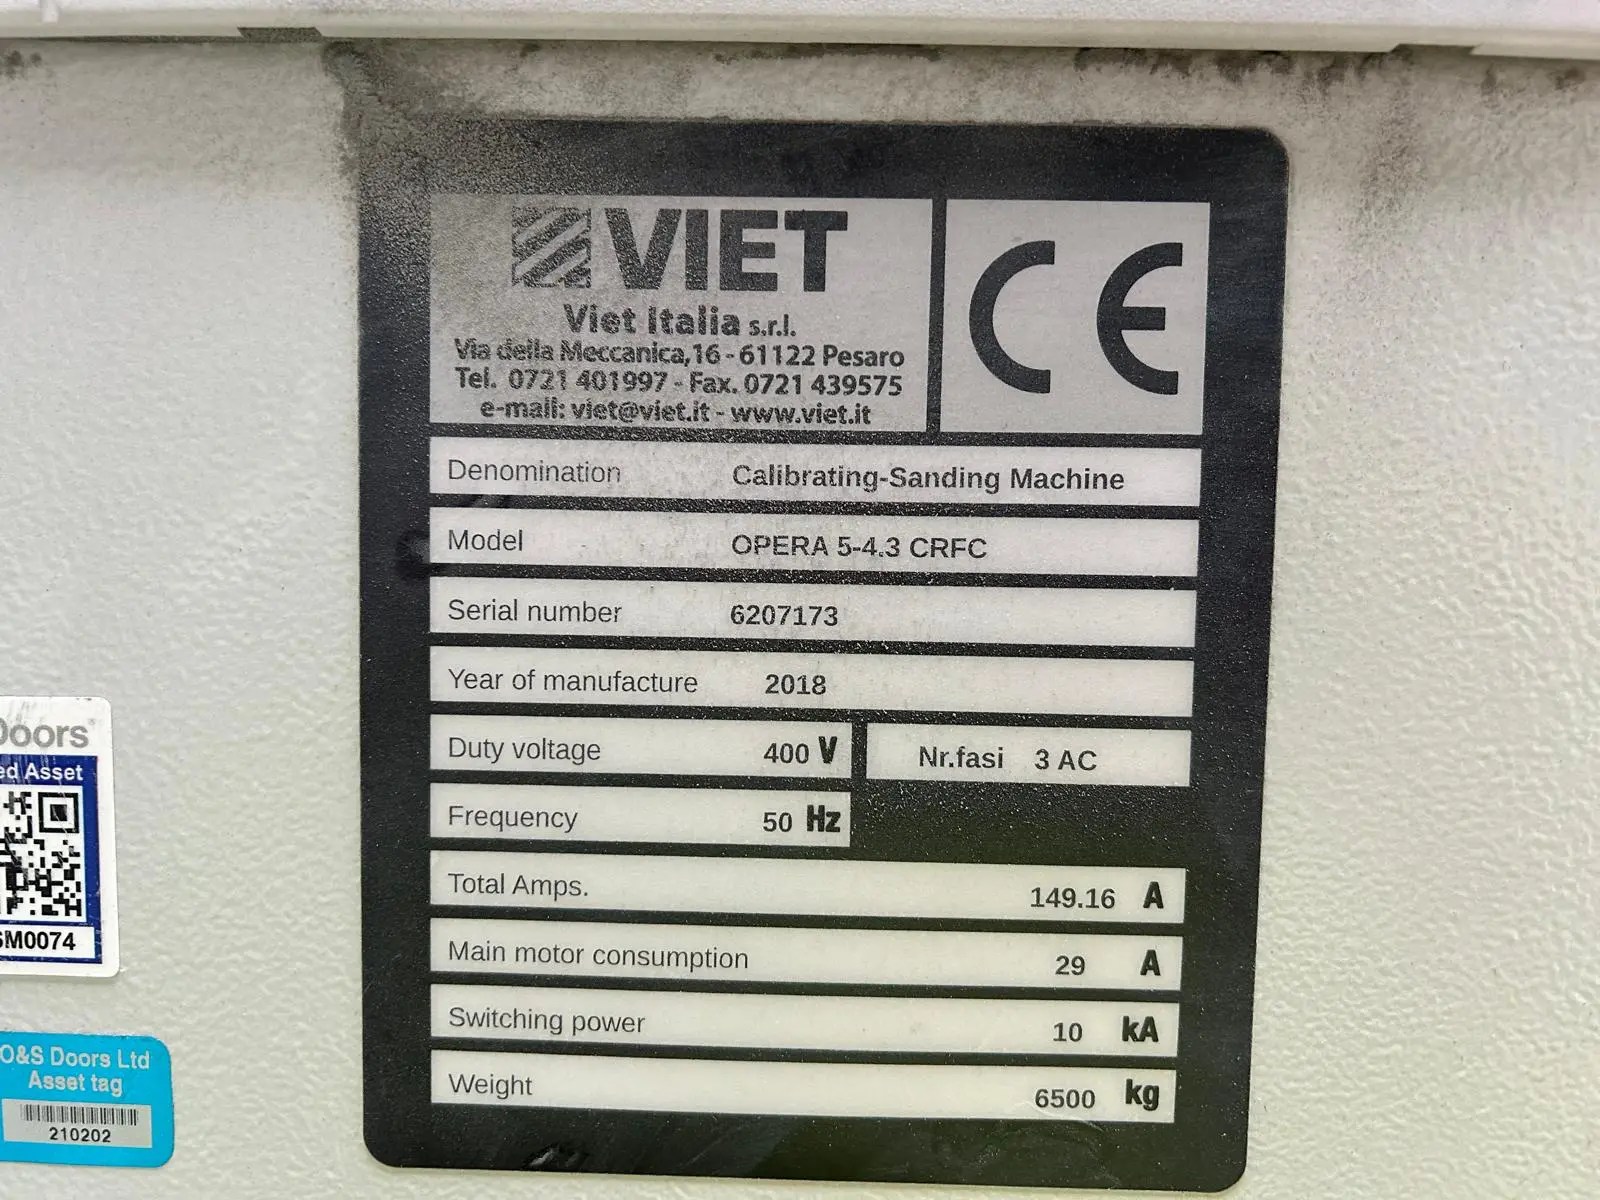 VIET
CE
Viet Italia s.r.l.
Via della Meccanica,16 - 61122 Pesaro
Tel. 0721 401997 - Fax. 0721 439575
e-mail: viet@viet.it - www.viet.it
Denomination Calibrating-Sanding Machine
Model OPERA 5-4.3 CRFC
Serial number 6207173
Year of manufacture 2018
Duty voltage 400 V Nr.fasi 3 AC
Frequency 50 Hz
Total Amps. 149.16 A
Main motor consumption 29 A
Switching power 10 kA
Weight 6500 kg
Doors
Asset
M0074
O&S Doors Ltd
Asset tag
210202